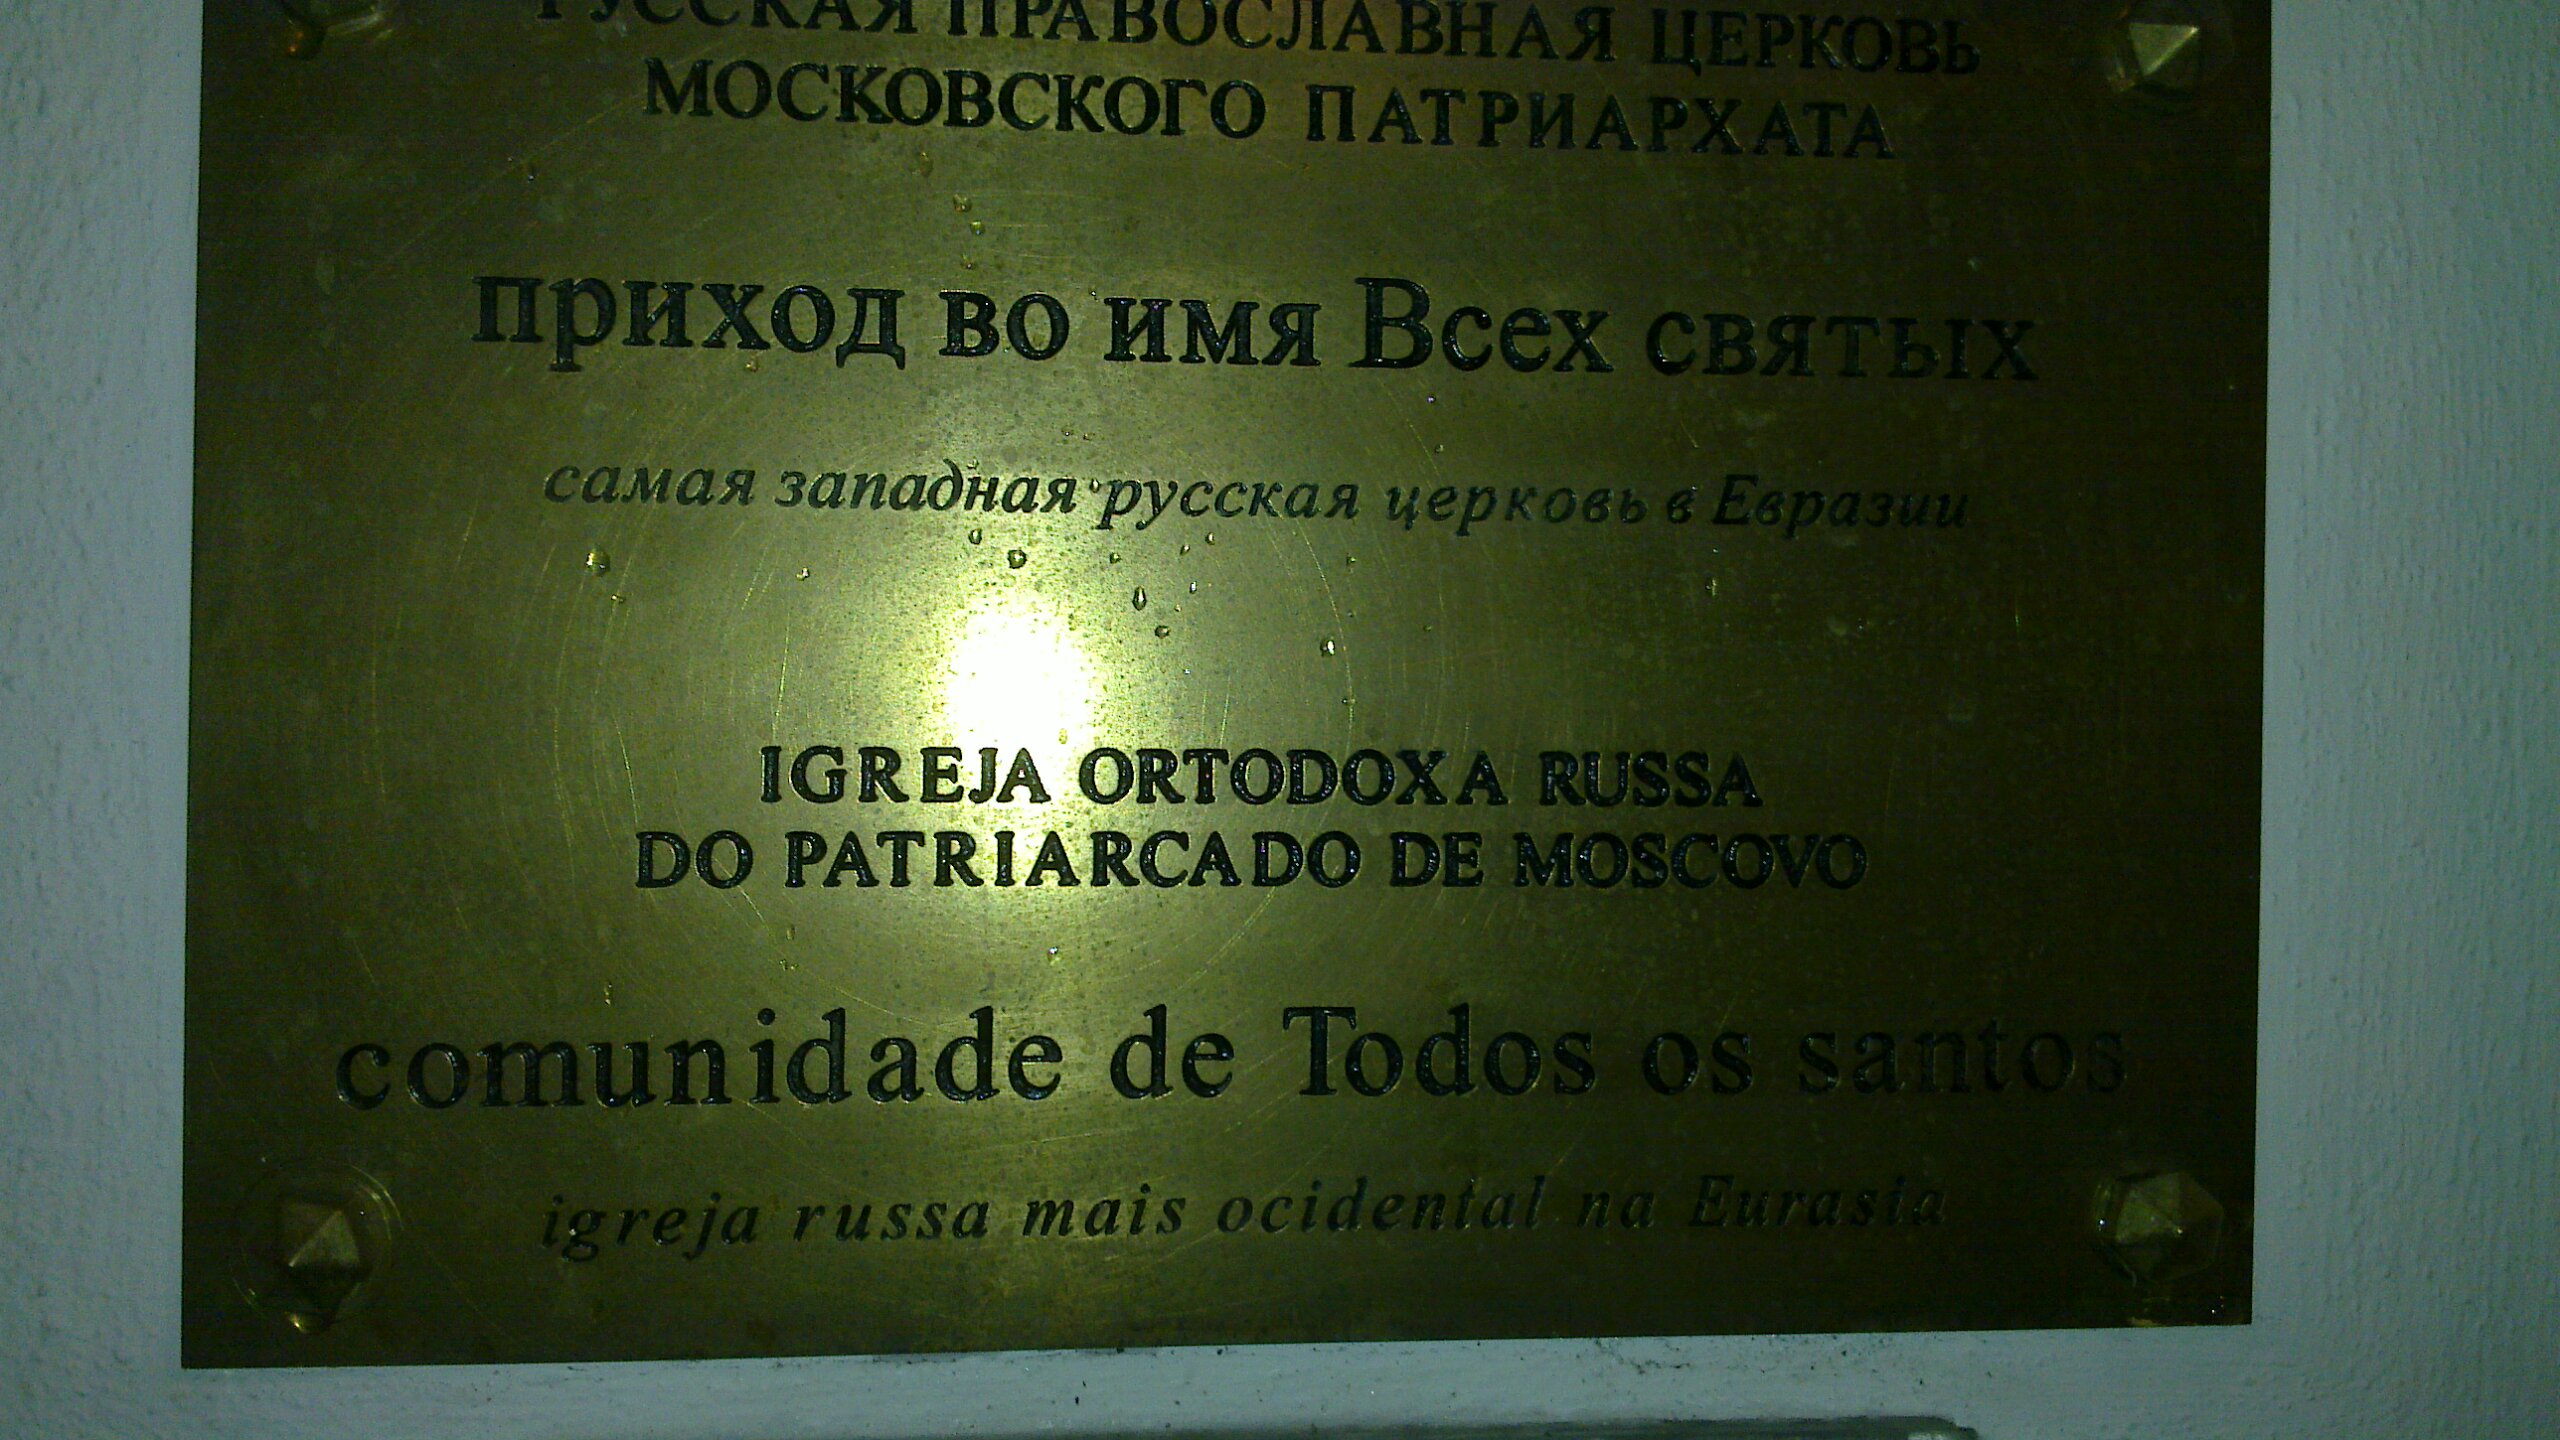 РУССКАЯ ПРАВОСЛАВНАЯ ЦЕРКОВЬ
МОСКОВСКОГО ПАТРИАРХАТА
приход во имя Всех святых
самая западная русская церковь в Евразии
IGREJA ORTODOXA RUSSA
DO PATRIARCADO DE MOSCOVO
comunidade de Todos os santos
igreja russa mais ocidental na Eurasia